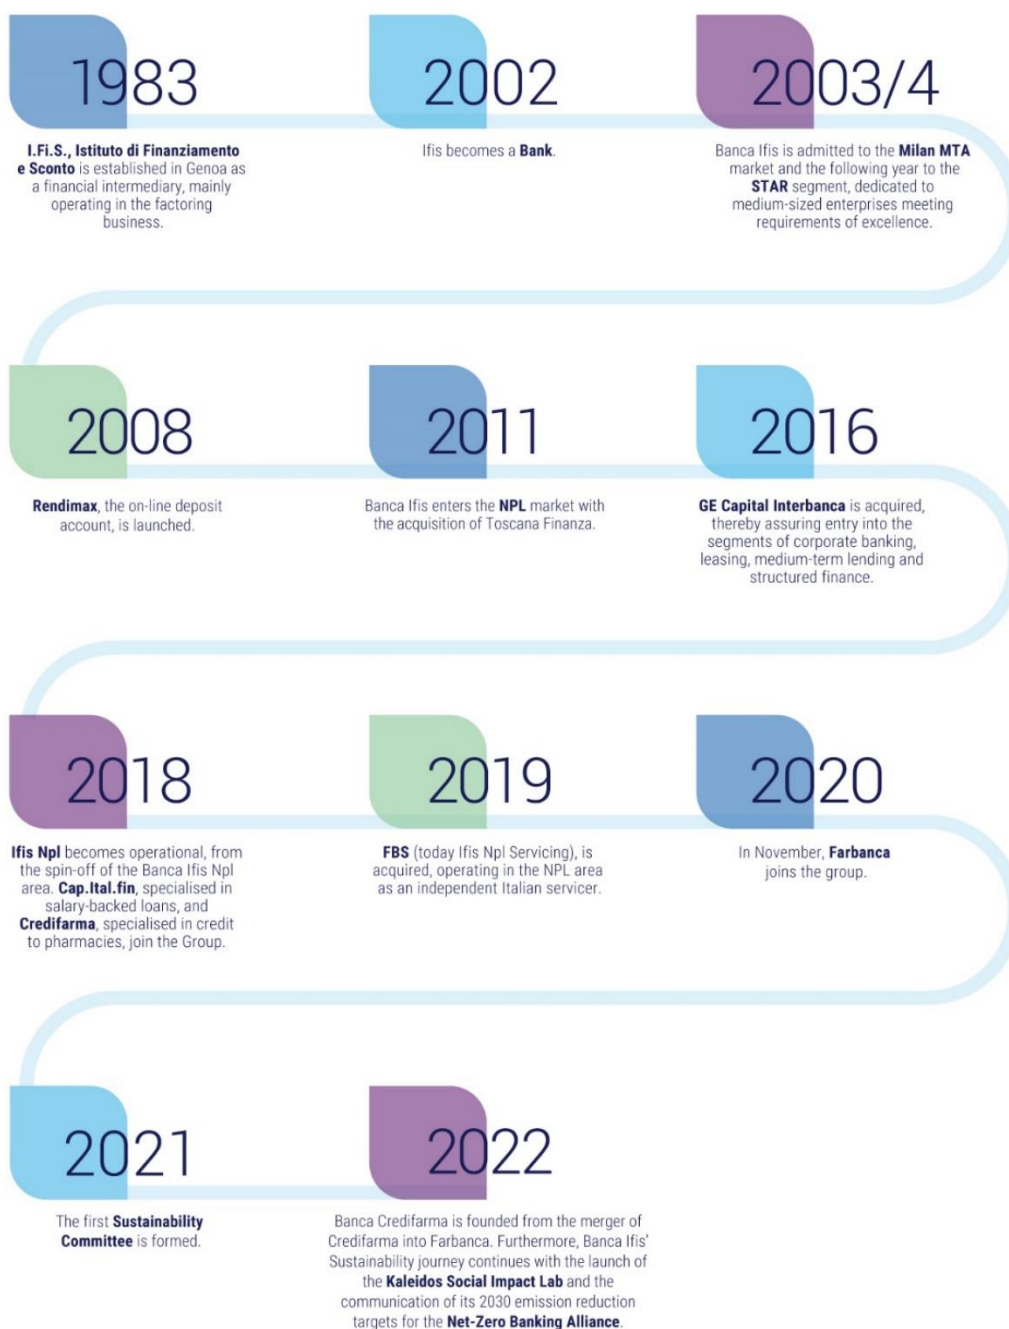 1983
I.Fi.S., Istituto di Finanziamento
e Sconto is established in Genoa as
a financial intermediary, mainly
operating in the factoring
business.
2002
Ifis becomes a Bank.
2003/4
Banca Ifis is admitted to the Milan MTA
market and the following year to the
STAR segment, dedicated to
medium-sized enterprises meeting
requirements of excellence.
2008
Rendimax, the on-line deposit
account, is launched.
2011
Banca Ifis enters the NPL market with
the acquisition of Toscana Finanza.
2016
GE Capital Interbanca is acquired,
thereby assuring entry into the
segments of corporate banking,
leasing, medium-term lending and
structured finance.
2018
Ifis Npl becomes operational, from
the spin-off of the Banca Ifis Npl
area. Cap.Ital.fin, specialised in
salary-backed loans, and
Credifarma, specialised in credit
to pharmacies, join the Group.
2019
FBS (today Ifis Npl Servicing), is
acquired, operating in the NPL area
as an independent Italian servicer.
2020
In November, Farbanca
joins the group.
2021
The first Sustainability
Committee is formed.
2022
Banca Credifarma is founded from the merger of
Credifarma into Farbanca. Furthermore, Banca Ifis'
Sustainability journey continues with the launch of
the Kaleidos Social Impact Lab and the
communication of its 2030 emission reduction
targets for the Net-Zero Banking Alliance.